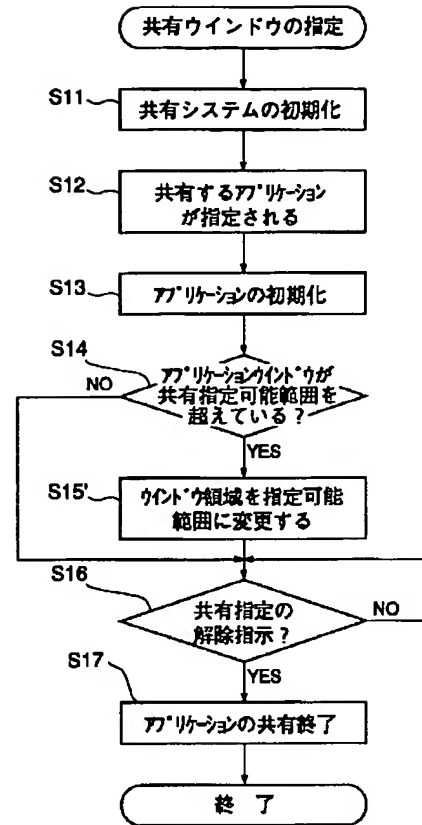 共有ウインドウの指定
S11
共有システムの初期化
S12
共有するアプリケーション
が指定される
S13
アプリケーションの初期化
S14
アプリケーションウインドウが
共有指定可能範囲を
超えている？
NO
YES
S15'
ウインドウ領域を指定可能
範囲に変更する
S16
共有指定の
解除指示？
NO
YES
S17
アプリケーションの共有終了
終 了